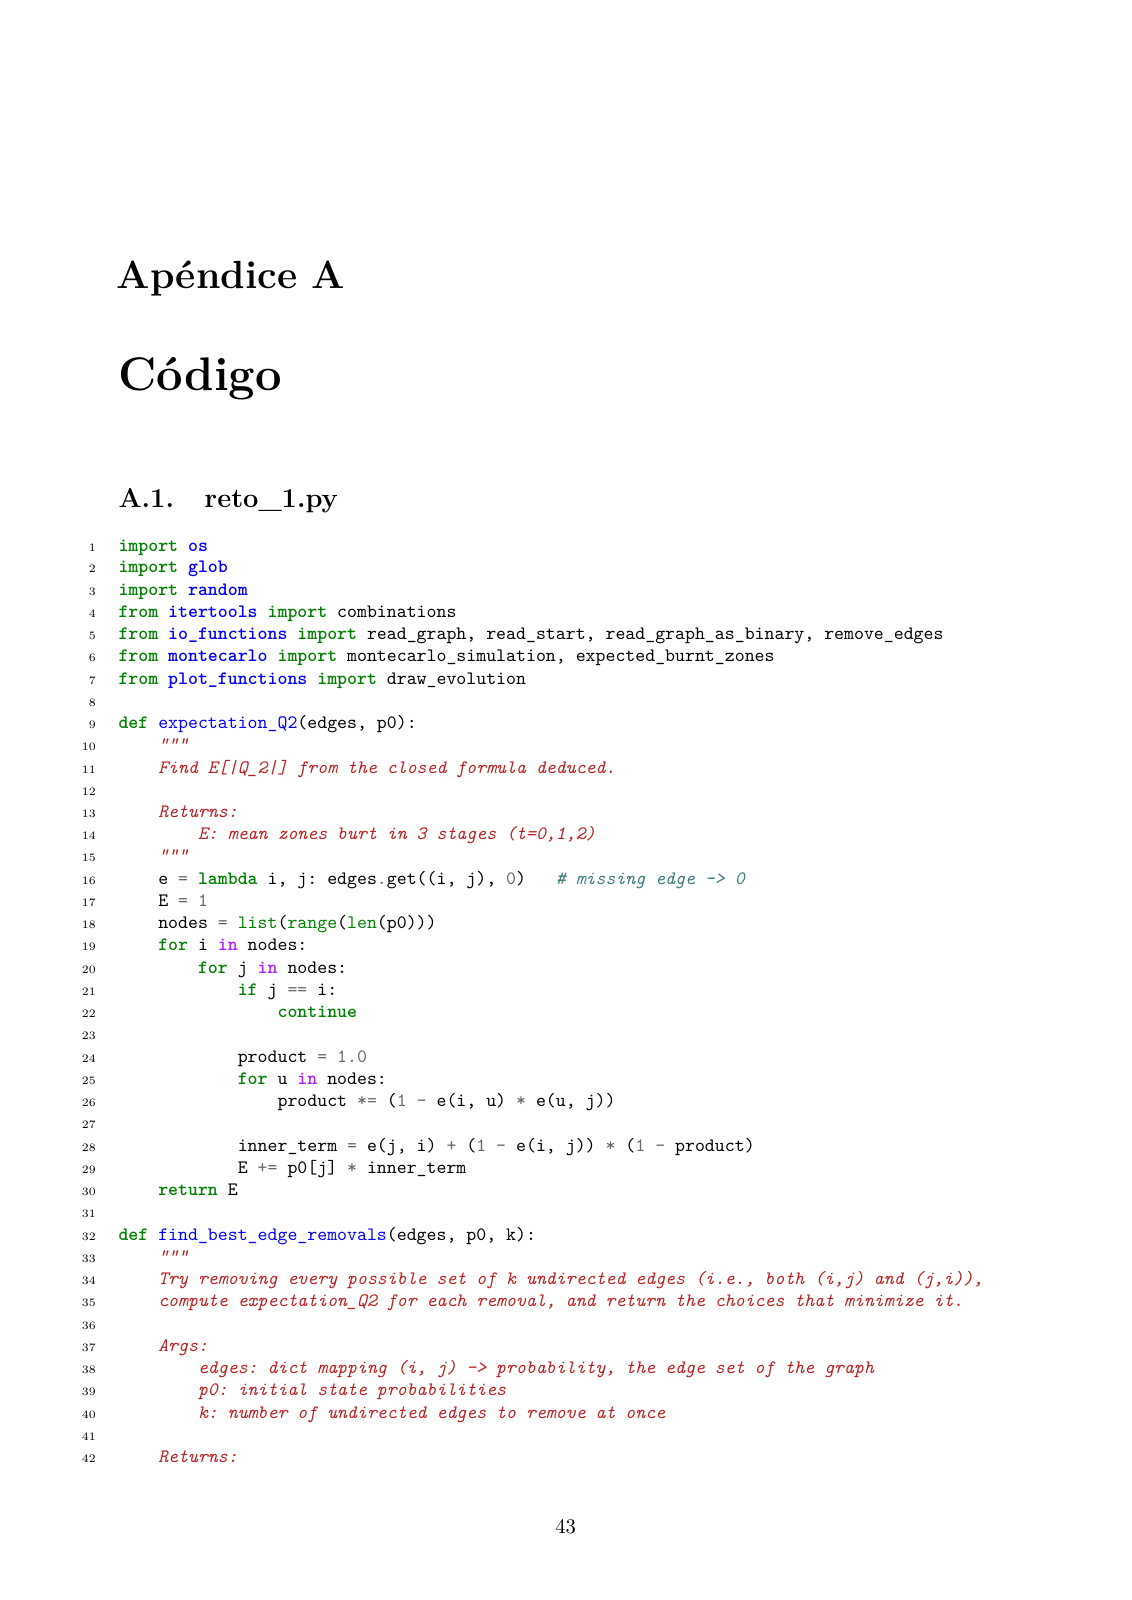 Apéndice A
Código
A.1. reto_1.py
1 import os
2 import glob
3 import random
4 from itertools import combinations
5 from io_functions import read_graph, read_start, read_graph_as_binary, remove_edges
6 from montecarlo import montecarlo_simulation, expected_burnt_zones
7 from plot_functions import draw_evolution
8
9 def expectation_Q2(edges, p0):
10     """
11     Find E[|Q_2|] from the closed formula deduced.
12
13     Returns:
14         E: mean zones burt in 3 stages (t=0,1,2)
15     """
16     e = lambda i, j: edges.get((i, j), 0)   # missing edge -> 0
17     E = 1
18     nodes = list(range(len(p0)))
19     for i in nodes:
20         for j in nodes:
21             if j == i:
22                 continue
23
24             product = 1.0
25             for u in nodes:
26                 product *= (1 - e(i, u) * e(u, j))
27
28             inner_term = e(j, i) + (1 - e(i, j)) * (1 - product)
29             E += p0[j] * inner_term
30     return E
31
32 def find_best_edge_removals(edges, p0, k):
33     """
34     Try removing every possible set of k undirected edges (i.e., both (i,j) and (j,i)),
35     compute expectation_Q2 for each removal, and return the choices that minimize it.
36
37     Args:
38         edges: dict mapping (i, j) -> probability, the edge set of the graph
39         p0: initial state probabilities
40         k: number of undirected edges to remove at once
41
42     Returns:
43